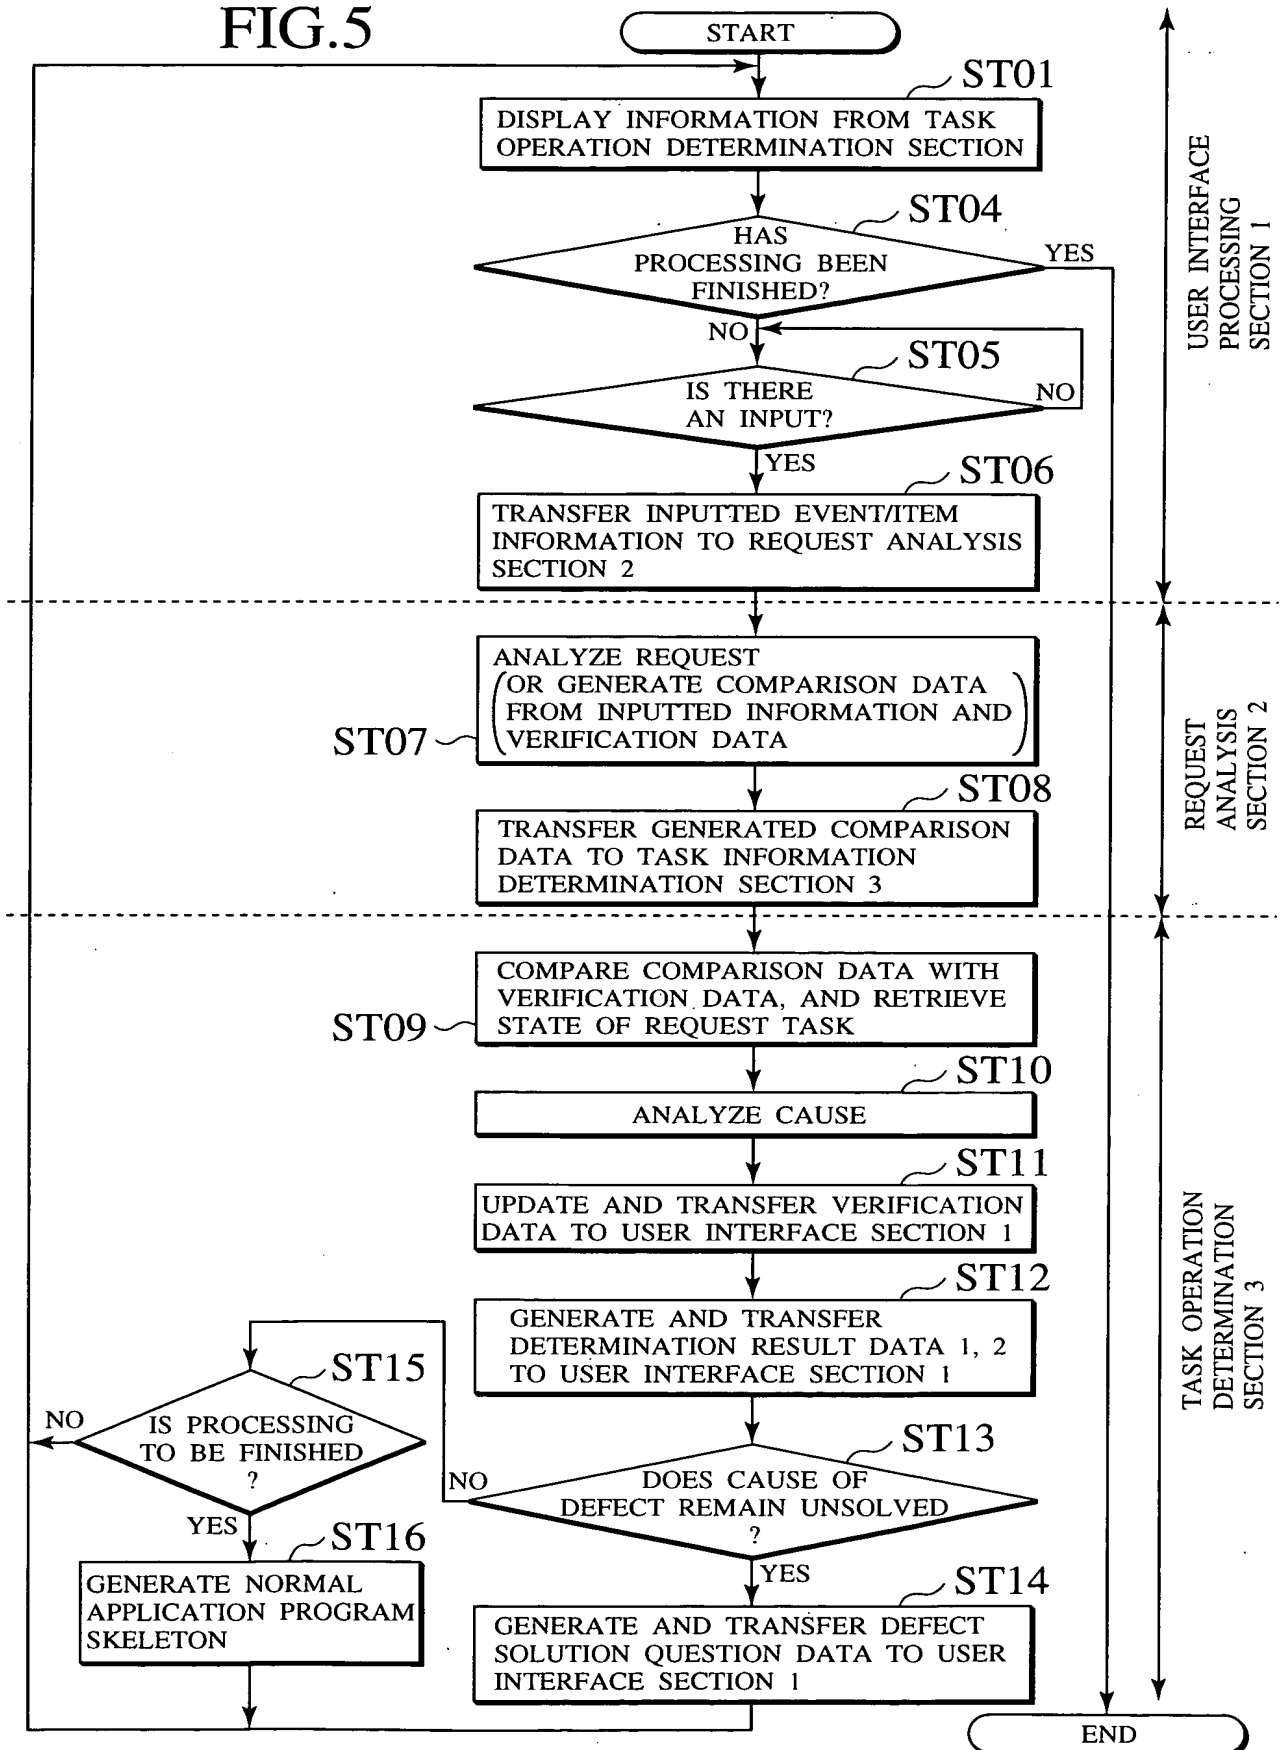 FIG.5
START
ST01
DISPLAY INFORMATION FROM TASK
OPERATION DETERMINATION SECTION
ST04
HAS
PROCESSING BEEN
FINISHED?
YES
NO
ST05
IS THERE
AN INPUT?
NO
YES
ST06
TRANSFER INPUTTED EVENT/ITEM
INFORMATION TO REQUEST ANALYSIS
SECTION 2
USER INTERFACE
PROCESSING
SECTION 1
ANALYZE REQUEST
(OR GENERATE COMPARISON DATA
FROM INPUTTED INFORMATION AND
VERIFICATION DATA)
ST07
ST08
TRANSFER GENERATED COMPARISON
DATA TO TASK INFORMATION
DETERMINATION SECTION 3
REQUEST
ANALYSIS
SECTION 2
COMPARE COMPARISON DATA WITH
VERIFICATION DATA, AND RETRIEVE
STATE OF REQUEST TASK
ST09
ST10
ANALYZE CAUSE
ST11
UPDATE AND TRANSFER VERIFICATION
DATA TO USER INTERFACE SECTION 1
ST12
GENERATE AND TRANSFER
DETERMINATION RESULT DATA 1, 2
TO USER INTERFACE SECTION 1
TASK OPERATION
DETERMINATION
SECTION 3
ST13
DOES CAUSE OF
DEFECT REMAIN UNSOLVED
?
NO
YES
ST14
GENERATE AND TRANSFER DEFECT
SOLUTION QUESTION DATA TO USER
INTERFACE SECTION 1
ST15
IS PROCESSING
TO BE FINISHED
?
NO
YES
ST16
GENERATE NORMAL
APPLICATION PROGRAM
SKELETON
END